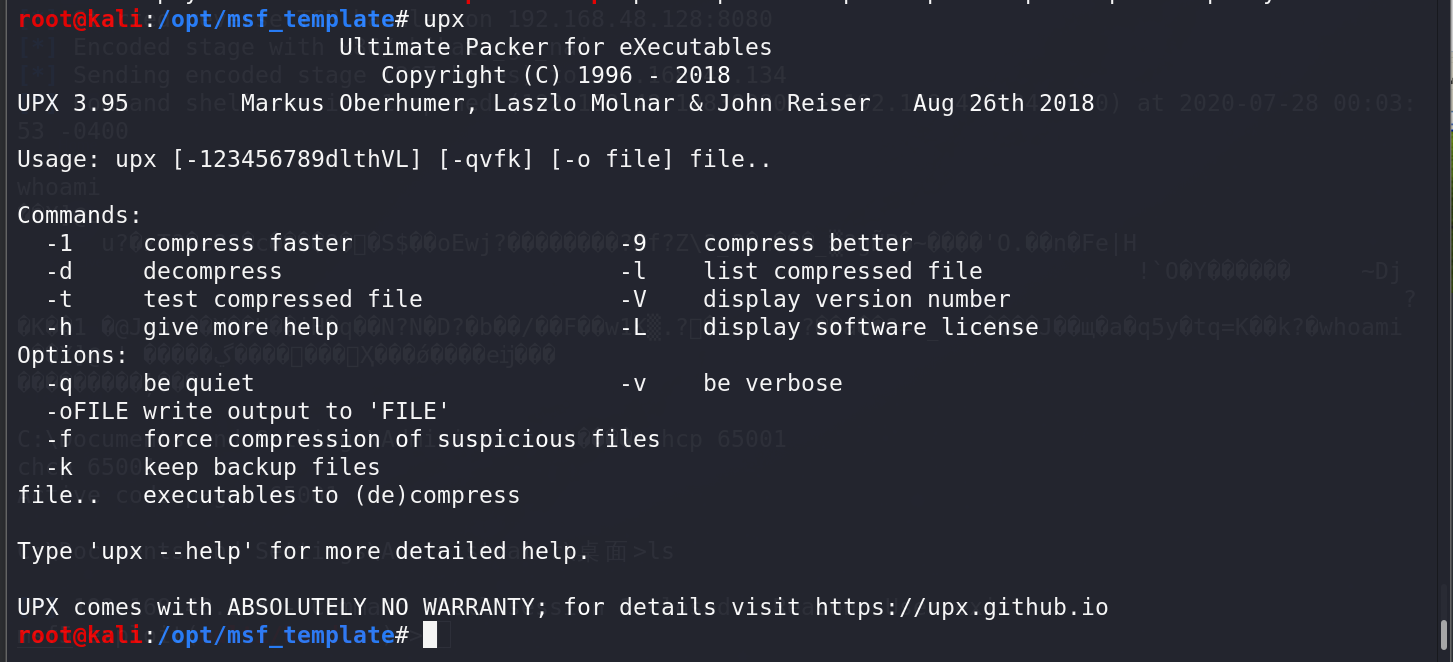 root@kali:/opt/msf_template# upx
Ultimate Packer for eXecutables
Copyright (C) 1996 - 2018
UPX 3.95 Markus Oberhumer, Laszlo Molnar & John Reiser Aug 26th 2018
Usage: upx [-123456789dlthVL] [-qvfk] [-o file] file..
Commands:
-1 compress faster -9 compress better
-d decompress -l list compressed file
-t test compressed file -V display version number
-h give more help -L display software license
Options:
-q be quiet -v be verbose
-oFILE write output to 'FILE'
-f force compression of suspicious files
-k keep backup files
file.. executables to (de)compress
Type 'upx --help' for more detailed help.
UPX comes with ABSOLUTELY NO WARRANTY; for details visit https://upx.github.io
root@kali:/opt/msf_template#